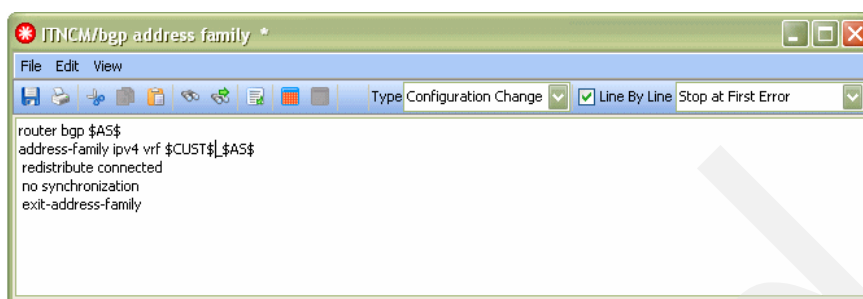 ITNCM/bgp address family *
File Edit View
Type Configuration Change Line By Line Stop at First Error
router bgp $AS$
address-family ipv4 vrf $CUST$_$AS$
redistribute connected
no synchronization
exit-address-family